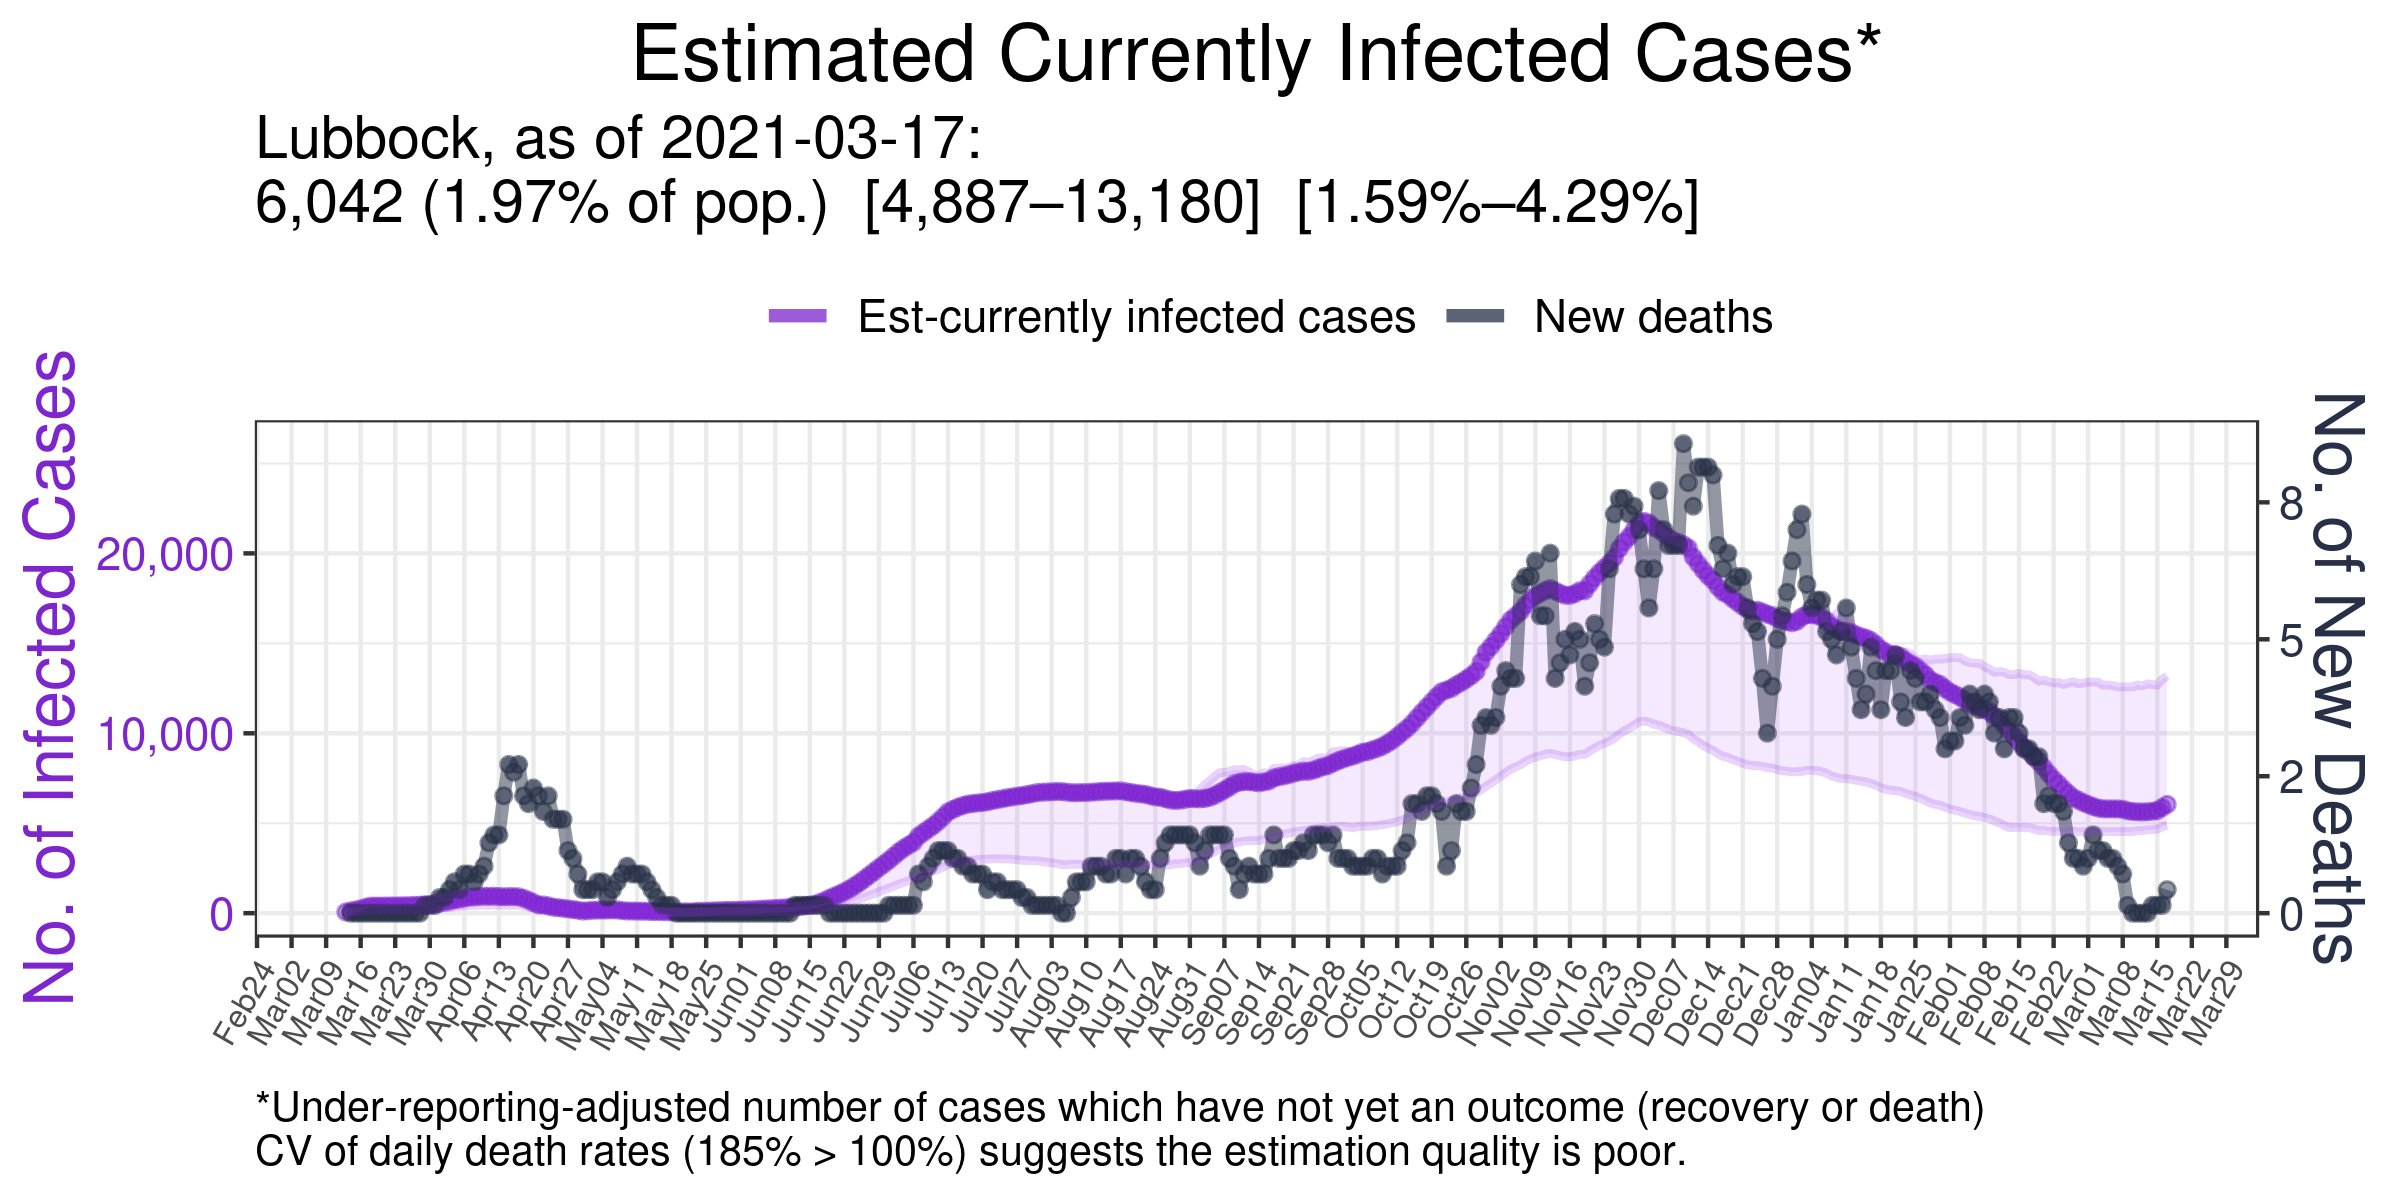 Estimated Currently Infected Cases*
Lubbock, as of 2021-03-17:
6,042 (1.97% of pop.)  [4,887–13,180]  [1.59%–4.29%]
Est-currently infected cases
New deaths
No. of Infected Cases
20,000
10,000
0
8
5
2
0
No. of New Deaths
Feb24
Mar02
Mar09
Mar16
Mar23
Mar30
Apr06
Apr13
Apr20
Apr27
May04
May11
May18
May25
Jun01
Jun08
Jun15
Jun22
Jun29
Jul06
Jul13
Jul20
Jul27
Aug03
Aug10
Aug17
Aug24
Aug31
Sep07
Sep14
Sep21
Sep28
Oct05
Oct12
Oct19
Oct26
Nov02
Nov09
Nov16
Nov23
Nov30
Dec07
Dec14
Dec21
Dec28
Jan04
Jan11
Jan18
Jan25
Feb01
Feb08
Feb15
Feb22
Mar01
Mar08
Mar15
Mar22
Mar29
*Under-reporting-adjusted number of cases which have not yet an outcome (recovery or death)
CV of daily death rates (185% > 100%) suggests the estimation quality is poor.